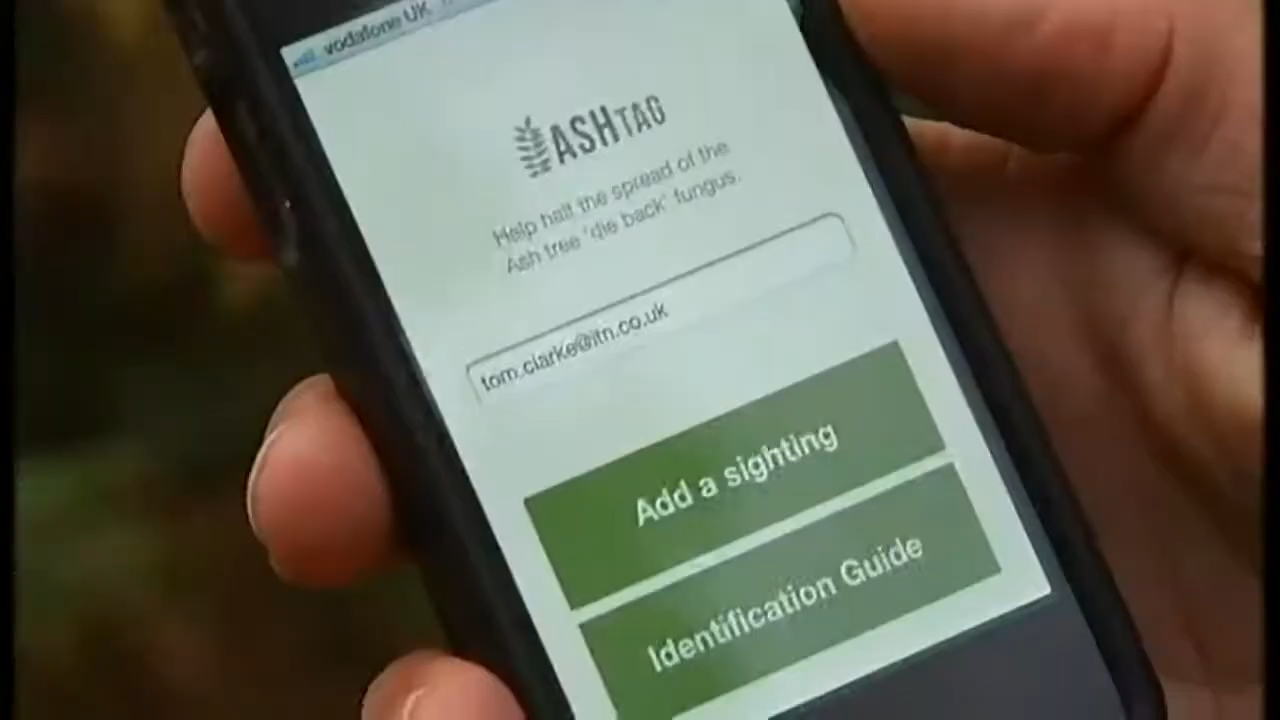 vodafone UK
ASHTAG
Help halt the spread of the
Ash tree 'die back' fungus.
tom.clarke@itn.co.uk
Add a sighting
Identification Guide